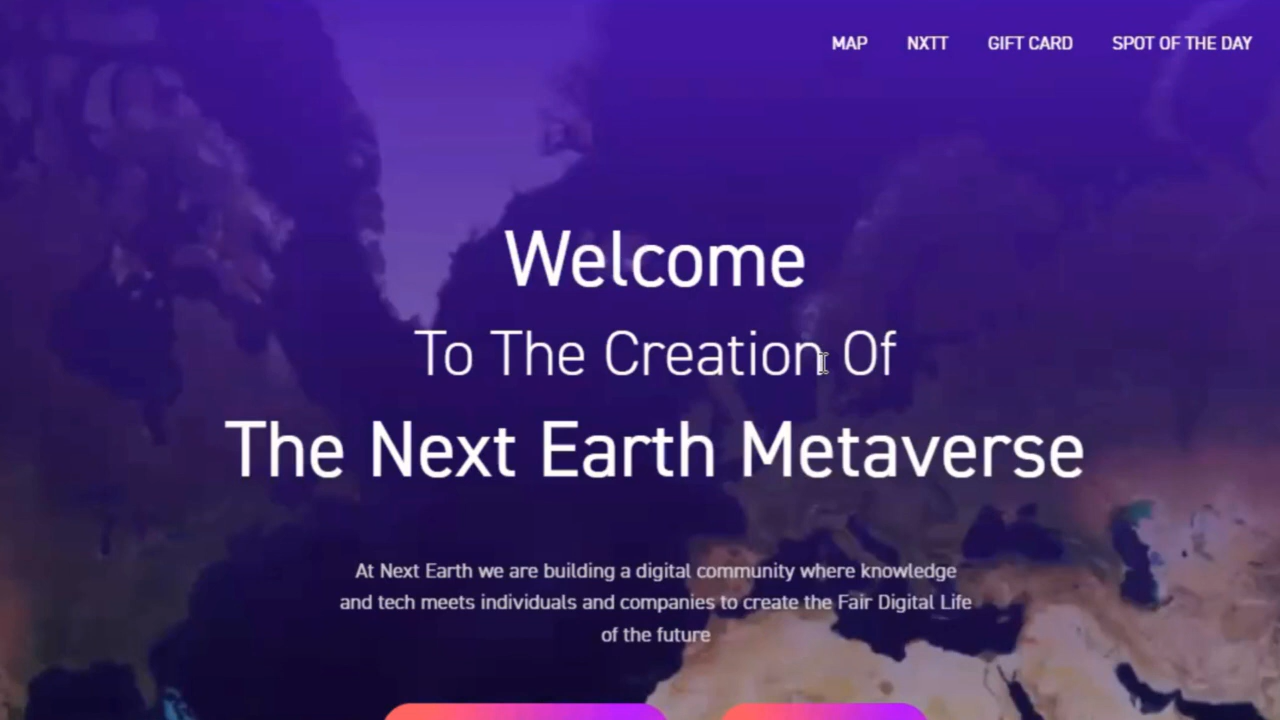 MAP NXTT GIFT CARD SPOT OF THE DAY
Welcome
To The Creation Of
The Next Earth Metaverse
At Next Earth we are building a digital community where knowledge
and tech meets individuals and companies to create the Fair Digital Life
of the future